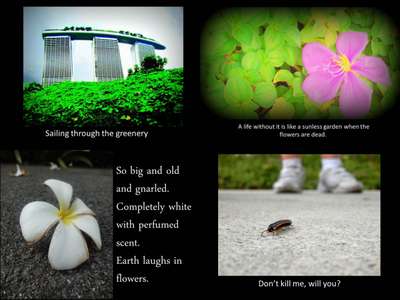 Sailing through the greenery
A life without it is like a sunless garden when the
flowers are dead.
So big and old
and gnarled.
Completely white
with perfumed
scent.
Earth laughs in
flowers.
Don't kill me, will you?